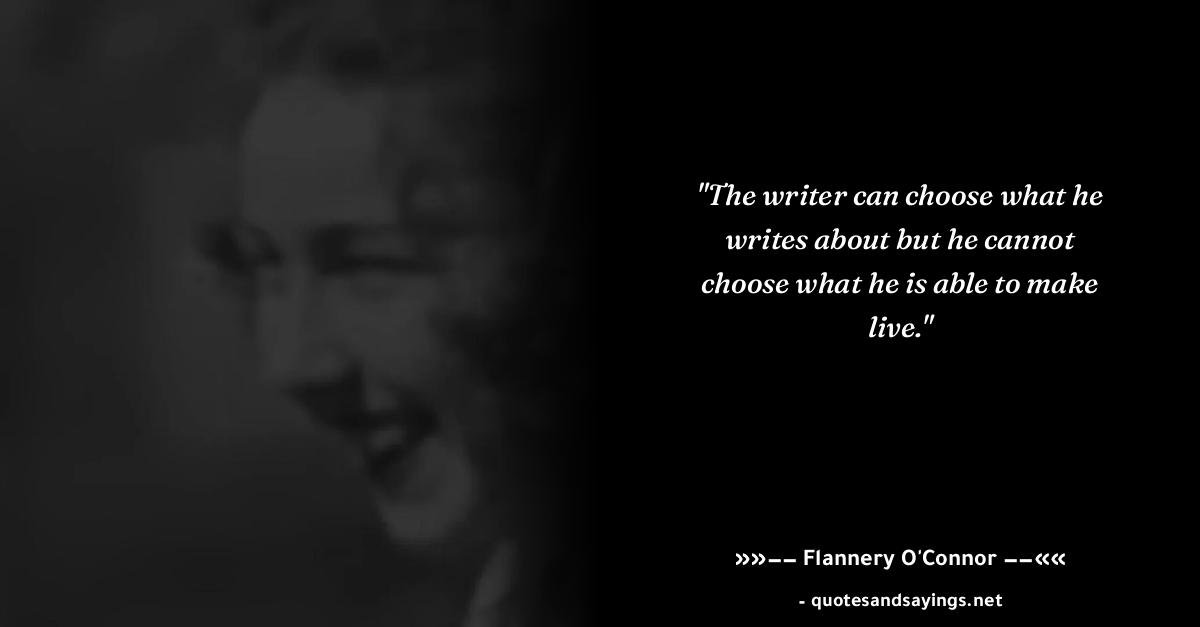 "The writer can choose what he
writes about but he cannot
choose what he is able to make
live."
»»–– Flannery O'Connor ––««
- quotesandsayings.net